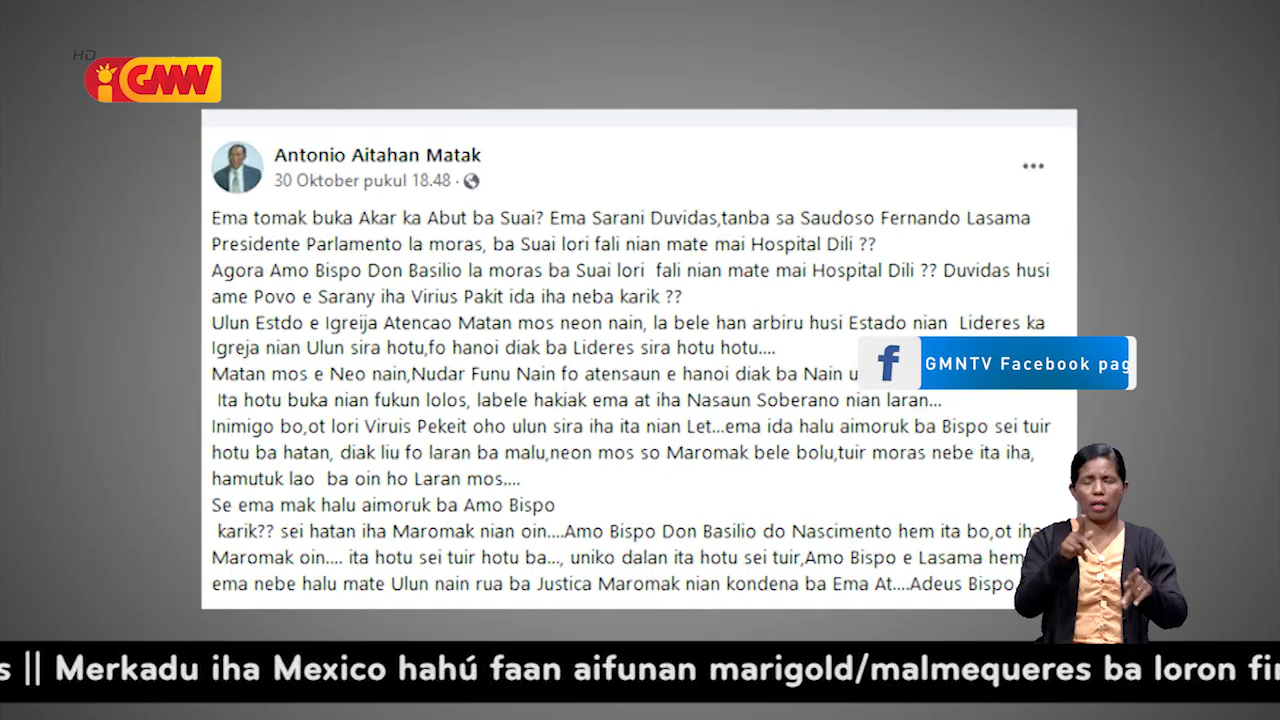 HD
GMN
Antonio Aitahan Matak
30 Oktober pukul 18.48 ·
Ema tomak buka Akar ka Abut ba Suai? Ema Sarani Duvidas,tanba sa Saudoso Fernando Lasama
Presidente Parlamento la moras, ba Suai lori fali nian mate mai Hospital Dili ??
Agora Amo Bispo Don Basilio la moras ba Suai lori fali nian mate mai Hospital Dili ?? Duvidas husi
ame Povo e Sarany iha Virius Pakit ida iha neba karik ??
Ulun Estdo e Igreija Atencao Matan mos neon nain, la bele han arbiru husi Estado nian Lideres ka
Igreja nian Ulun sira hotu,fo hanoi diak ba Lideres sira hotu hotu....
Matan mos e Neo nain,Nudar Funu Nain fo atensaun e hanoi diak ba Nain u
GMNTV Facebook pag
Ita hotu buka nian fukun lolos, labele hakiak ema at iha Nasaun Soberano nian laran...
Inimigo bo,ot lori Viruis Pekeit oho ulun sira iha ita nian Let...ema ida halu aimoruk ba Bispo sei tuir
hotu ba hatan, diak liu fo laran ba malu,neon mos so Maromak bele bolu,tuir moras nebe ita iha,
hamutuk lao ba oin ho Laran mos....
Se ema mak halu aimoruk ba Amo Bispo
karik?? sei hatan iha Maromak nian oin....Amo Bispo Don Basilio do Nascimento hem ita bo,ot iha
Maromak oin.... ita hotu sei tuir hotu ba..., uniko dalan ita hotu sei tuir,Amo Bispo e Lasama hem
ema nebe halu mate Ulun nain rua ba Justica Maromak nian kondena ba Ema At....Adeus Bispo
s || Merkadu iha Mexico hahú faan aifunan marigold/malmequeres ba loron fin